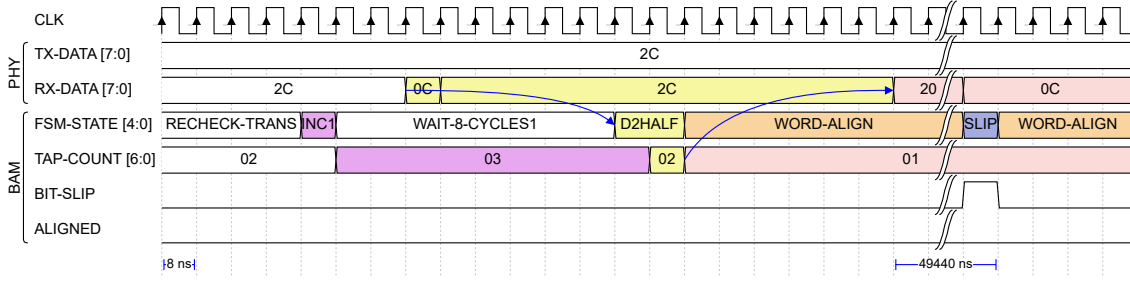 CLK
PHY
TX-DATA [7:0] 2C
RX-DATA [7:0] 2C 0C 2C 20 0C
BAM
FSM-STATE [4:0] RECHECK-TRANS INC1 WAIT-8-CYCLES1 D2HALF WORD-ALIGN SLIP WORD-ALIGN
TAP-COUNT [6:0] 02 03 02 01
BIT-SLIP
ALIGNED
8 ns 49440 ns